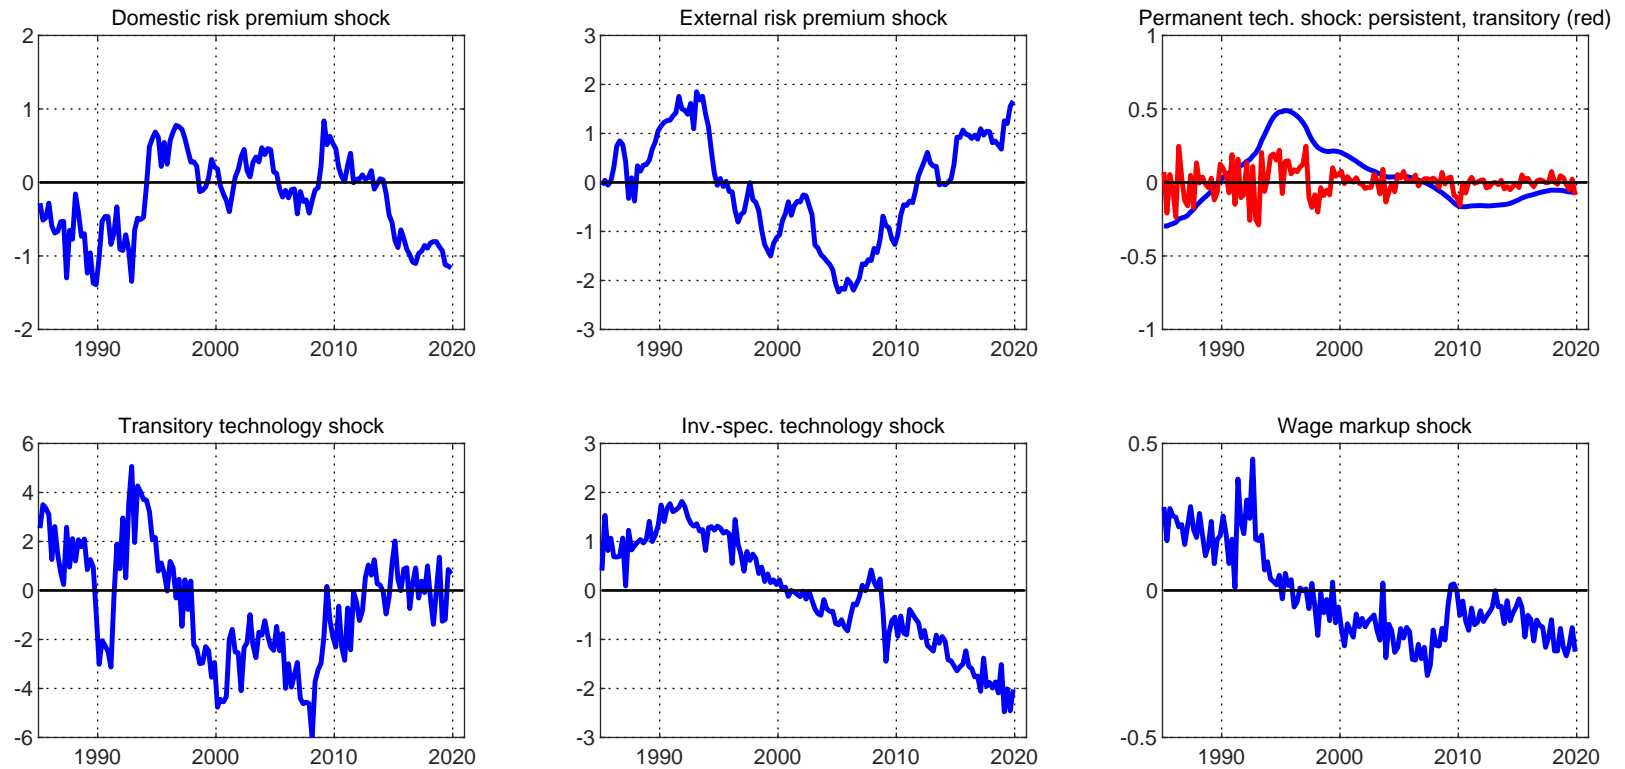 Domestic risk premium shock
2
1
0
-1
-2
1990 2000 2010 2020
External risk premium shock
3
2
1
0
-1
-2
-3
1990 2000 2010 2020
Permanent tech. shock: persistent, transitory (red)
1
0.5
0
-0.5
-1
1990 2000 2010 2020
Transitory technology shock
6
4
2
0
-2
-4
-6
1990 2000 2010 2020
Inv.-spec. technology shock
3
2
1
0
-1
-2
-3
1990 2000 2010 2020
Wage markup shock
0.5
0
-0.5
1990 2000 2010 2020